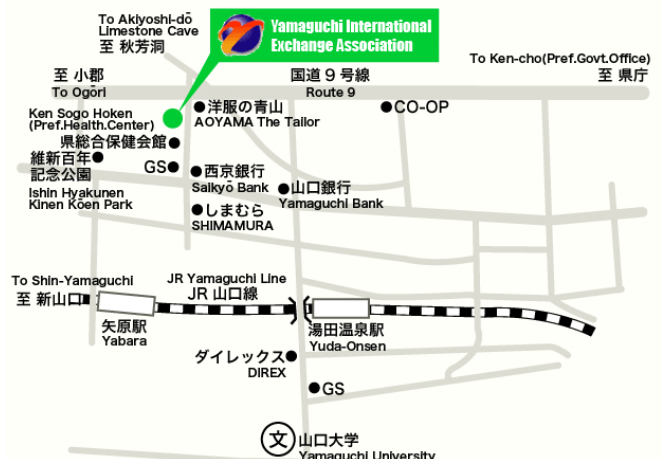 To Akiyoshi-dō
Limestone Cave
至 秋芳洞
Yamaguchi International
Exchange Association
To Ken-cho(Pref.Govt.Office)
至 県庁
至 小郡
To Ogōri
国道9号線
Route 9
Ken Sogo Hoken
(Pref.Health.Center)
県総合保健会館
洋服の青山
AOYAMA The Tailor
CO-OP
維新百年
記念公園
Ishin Hyakunen
Kinen Kōen Park
GS
西京銀行
Saikyō Bank
山口銀行
Yamaguchi Bank
しまむら
SHIMAMURA
To Shin-Yamaguchi
至 新山口
JR Yamaguchi Line
JR 山口線
矢原駅
Yabara
湯田温泉駅
Yuda-Onsen
ダイレックス
DIREX
GS
文
山口大学
Yamaguchi University